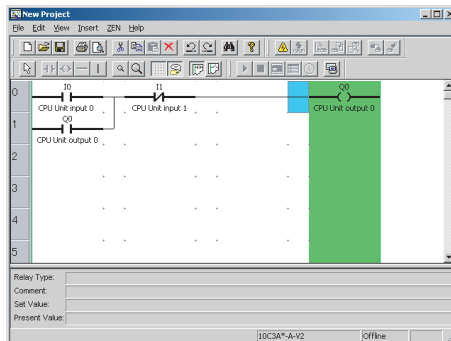 New Project
File Edit View Insert ZEN Help
0
I0 I1 Q0
CPU Unit input 0 CPU Unit input 1 CPU Unit output 0
1
Q0
CPU Unit output 0
2
3
4
5
Relay Type:
Comment:
Set Value:
Present Value:
10C3A*-A-V2 Offline